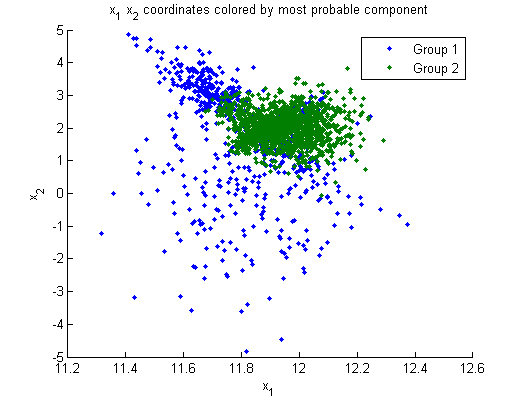 x1 x2 coordinates colored by most probable component
Group 1
Group 2
5
4
3
2
1
0
-1
-2
-3
-4
-5
x2
11.2 11.4 11.6 11.8 12 12.2 12.4 12.6
x1